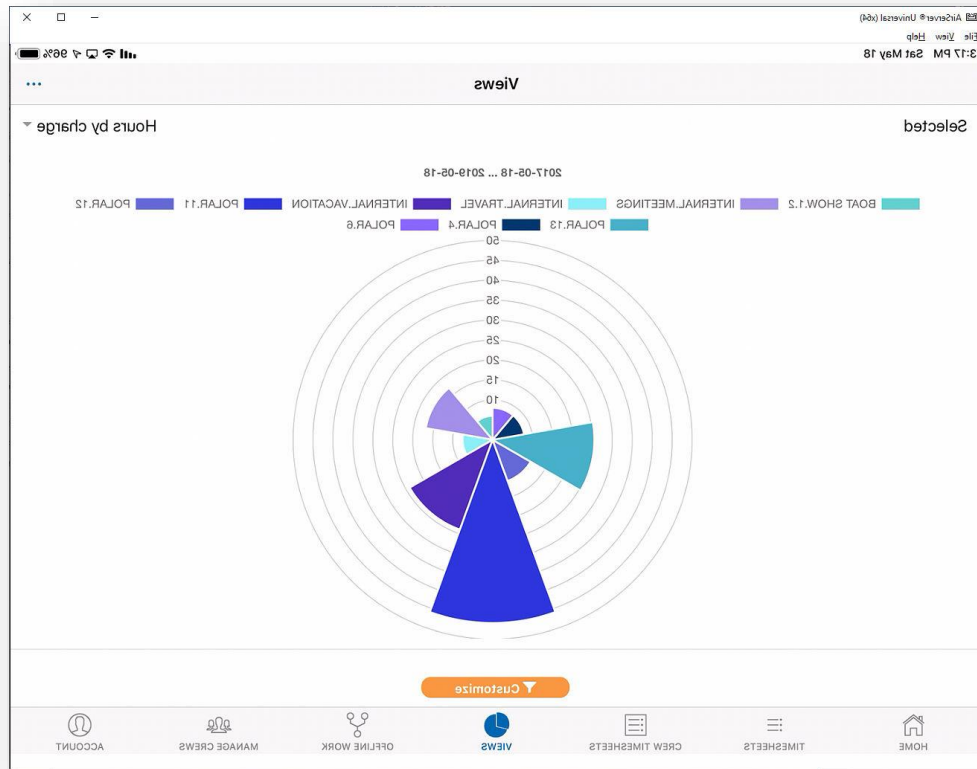 AirServer Universal ® (x64)
File View Help
3:17 PM Sat May 18 96%
Views •••
Selected Hours by charge
2017-05-18 ... 2019-05-18
BOAT SHOW.1.2 INTERNAL.MEETINGS INTERNAL.TRAVEL INTERNAL.VACATION POLAR.11 POLAR.12
POLAR.13 POLAR.4 POLAR.6
50
45
40
35
30
25
20
15
10
Customize
HOME TIMESHEETS CREW TIMESHEETS VIEWS OFFLINE WORK MANAGE CREWS ACCOUNT